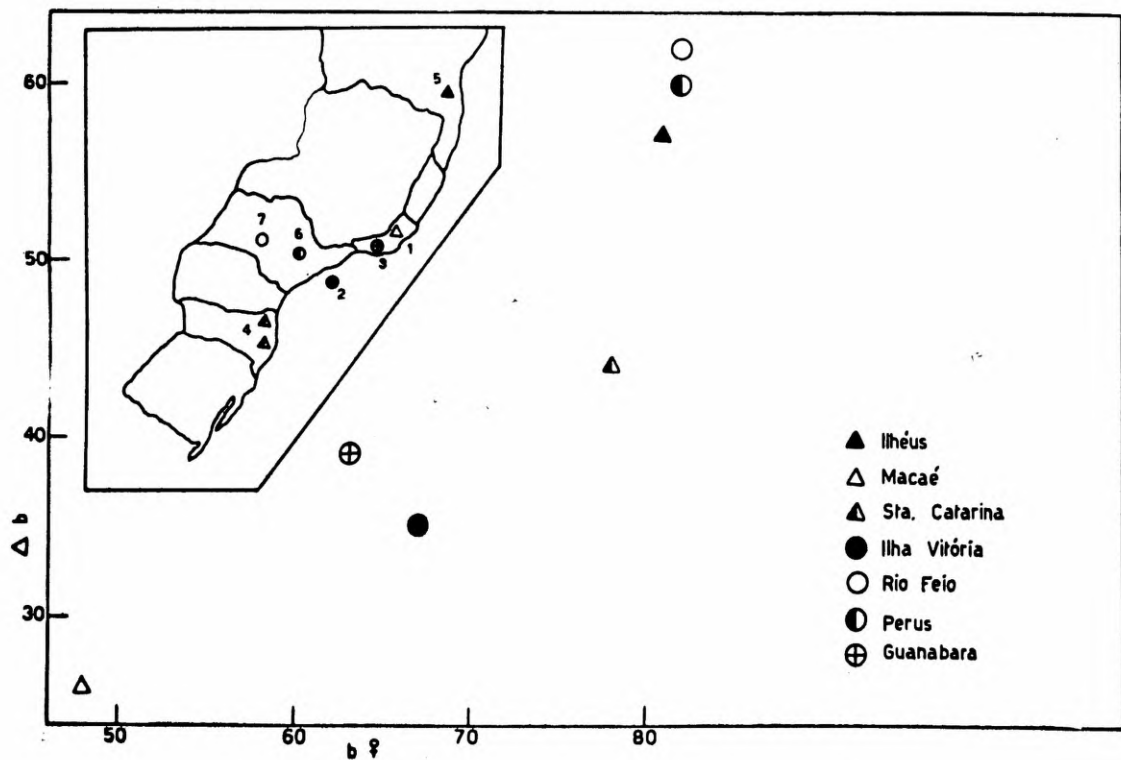 60
50
40
30
Δ b
50
60
70
80
b ♀
5
7
6
1
3
2
4
Ilhéus
Macaé
Sta. Catarina
Ilha Vitória
Rio Feio
Perus
Guanabara